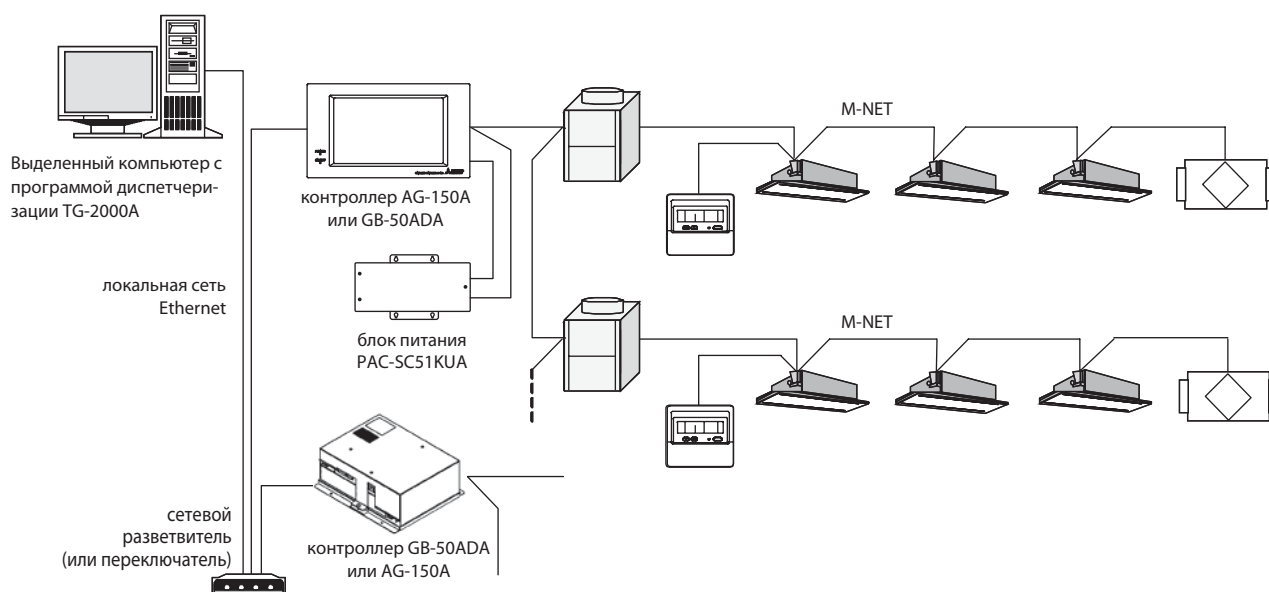 M-NET
Выделенный компьютер с
программой диспетчери-
зации TG-2000A
контроллер AG-150A
или GB-50ADA
локальная сеть
Ethernet
блок питания
PAC-SC51KUA
M-NET
сетевой
разветвитель
(или переключатель)
контроллер GB-50ADA
или AG-150A